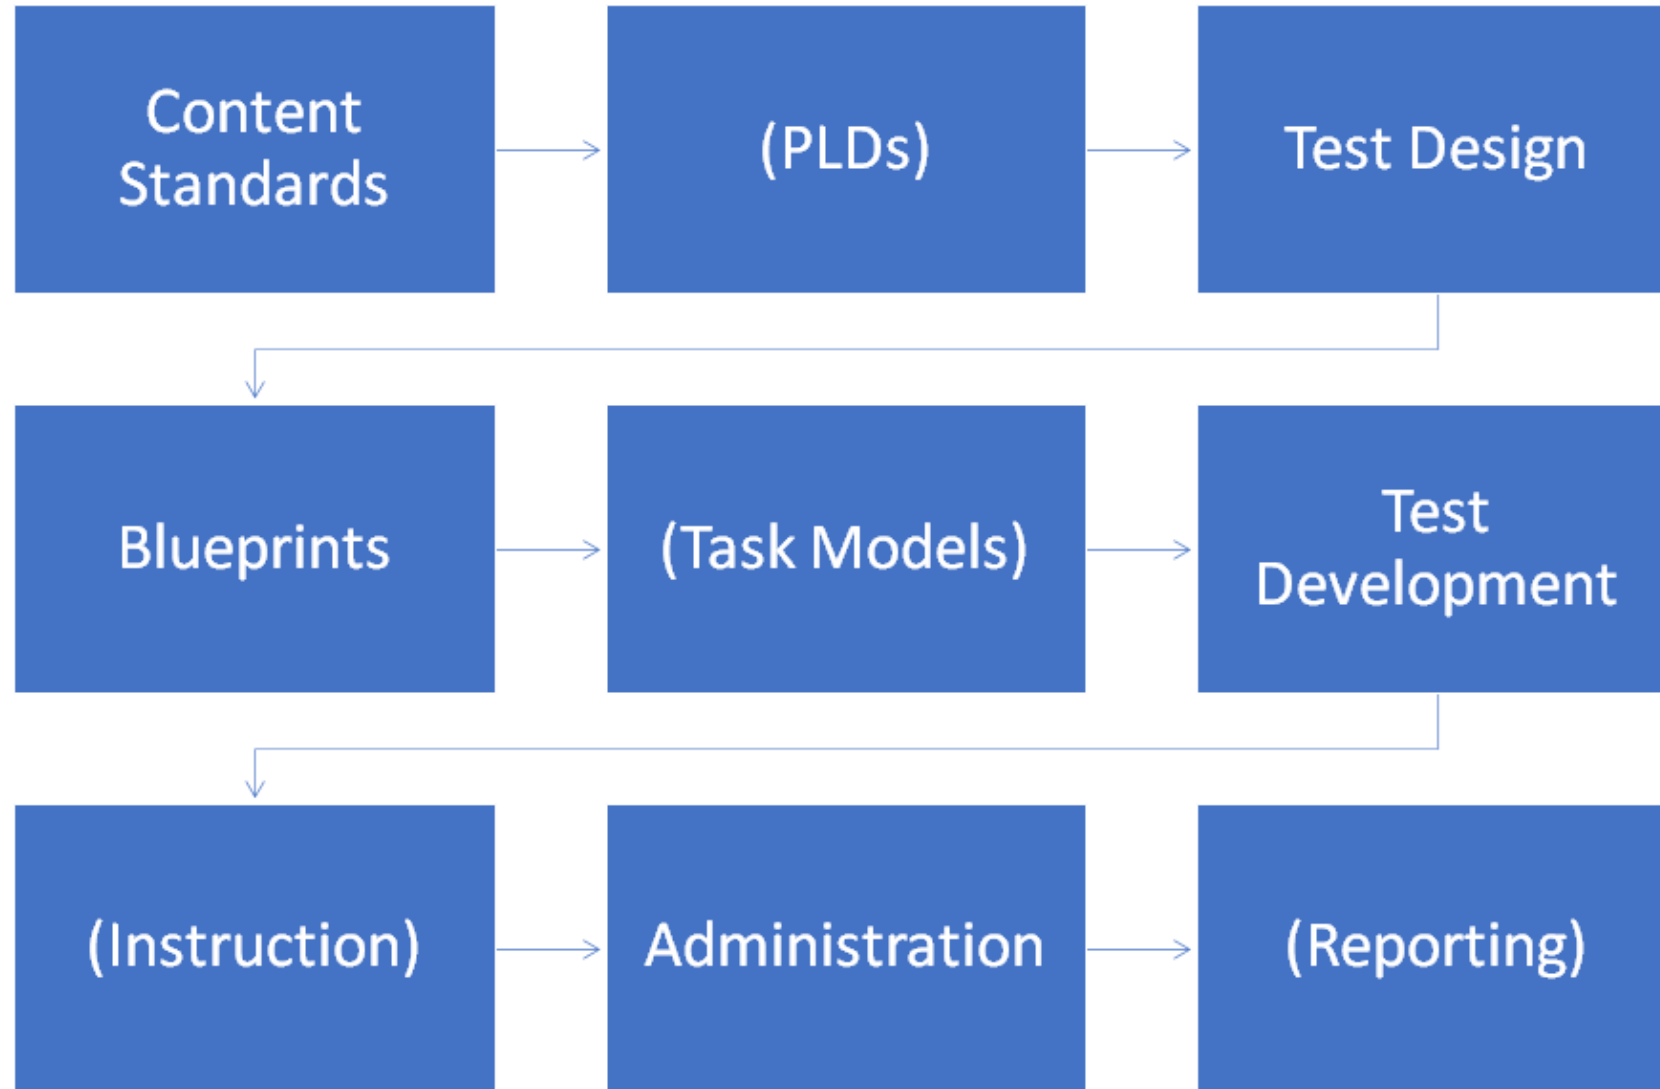 Content
Standards
(PLDs)
Test Design
Blueprints
(Task Models)
Test
Development
(Instruction)
Administration
(Reporting)